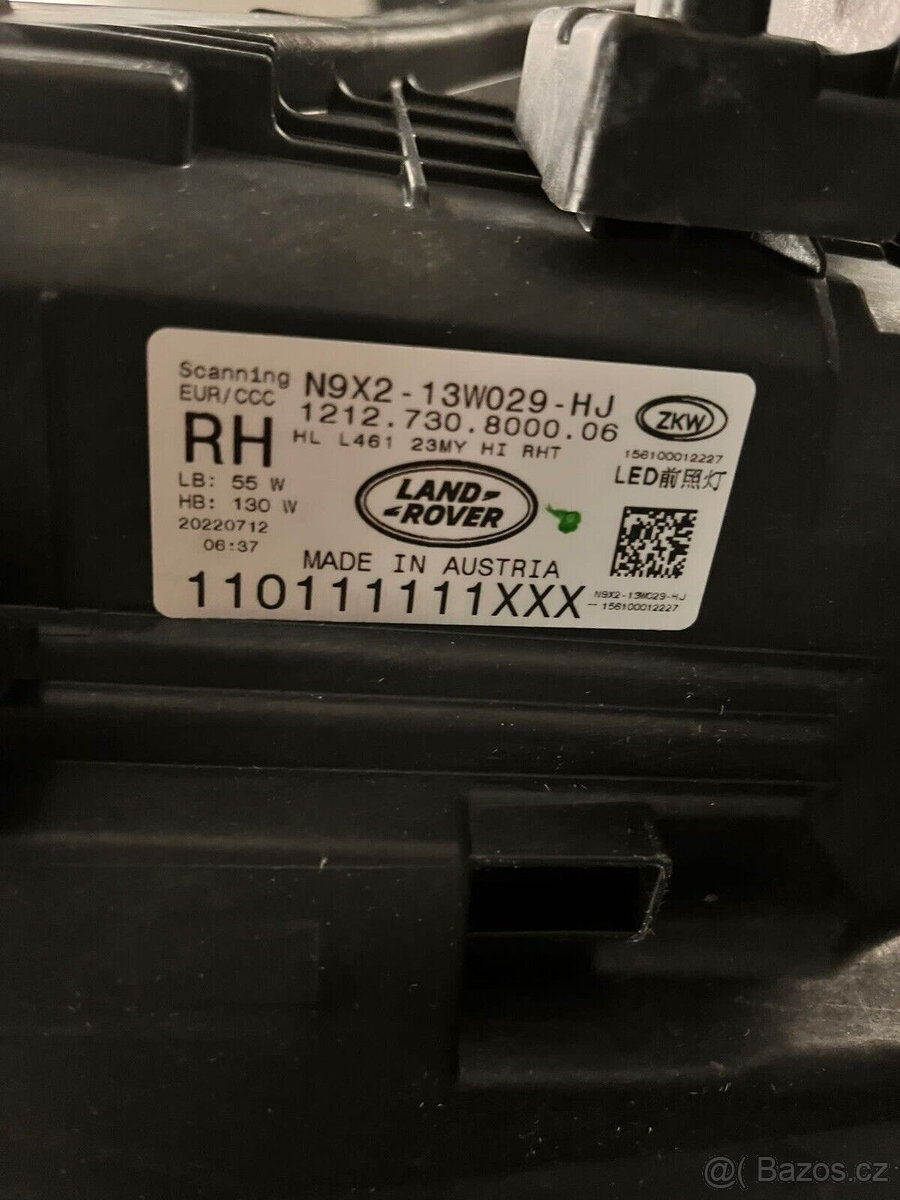 Scanning
EUR/CCC
N9X2-13W029-HJ
1212.730.8000.06
RH
HL L461 23MY HI RHT
ZKW
156100012227
LED前照灯
LB: 55 W
HB: 130 W
20220712
06:37
LAND
ROVER
MADE IN AUSTRIA
110111111XXX
N9X2-13W029-HJ
-156100012227
@( Bazos.cz